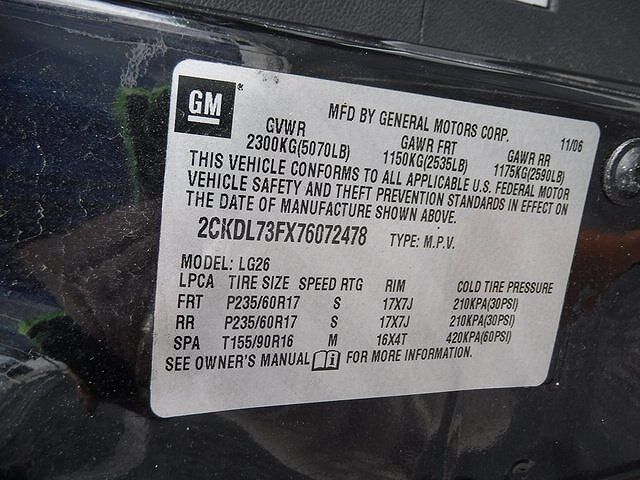 GM ®
MFD BY GENERAL MOTORS CORP. 11/06
GVWR GAWR FRT GAWR RR
2300KG(5070LB) 1150KG(2535LB) 1175KG(2590LB)
THIS VEHICLE CONFORMS TO ALL APPLICABLE U.S. FEDERAL MOTOR
VEHICLE SAFETY AND THEFT PREVENTION STANDARDS IN EFFECT ON
THE DATE OF MANUFACTURE SHOWN ABOVE.
2CKDL73FX76072478 TYPE: M.P.V.
MODEL: LG26
LPCA TIRE SIZE SPEED RTG RIM COLD TIRE PRESSURE
FRT P235/60R17 S 17X7J 210KPA(30PSI)
RR P235/60R17 S 17X7J 210KPA(30PSI)
SPA T155/90R16 M 16X4T 420KPA(60PSI)
SEE OWNER'S MANUAL FOR MORE INFORMATION.